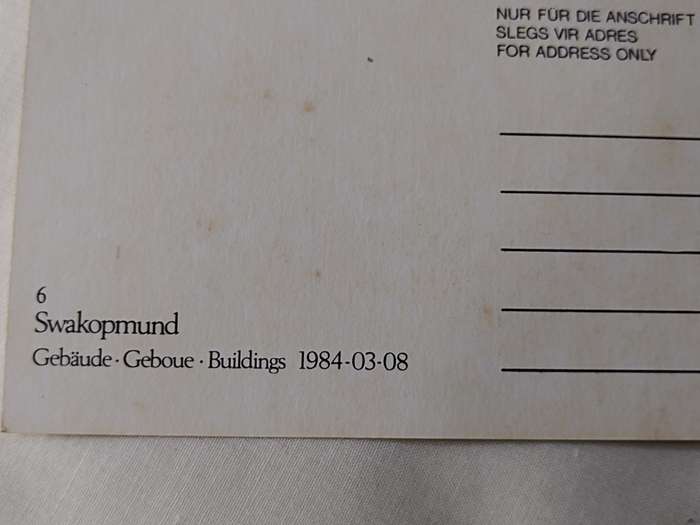 NUR FÜR DIE ANSCHRIFT
SLEGS VIR ADRES
FOR ADDRESS ONLY
6
Swakopmund
Gebäude · Geboue · Buildings 1984-03-08